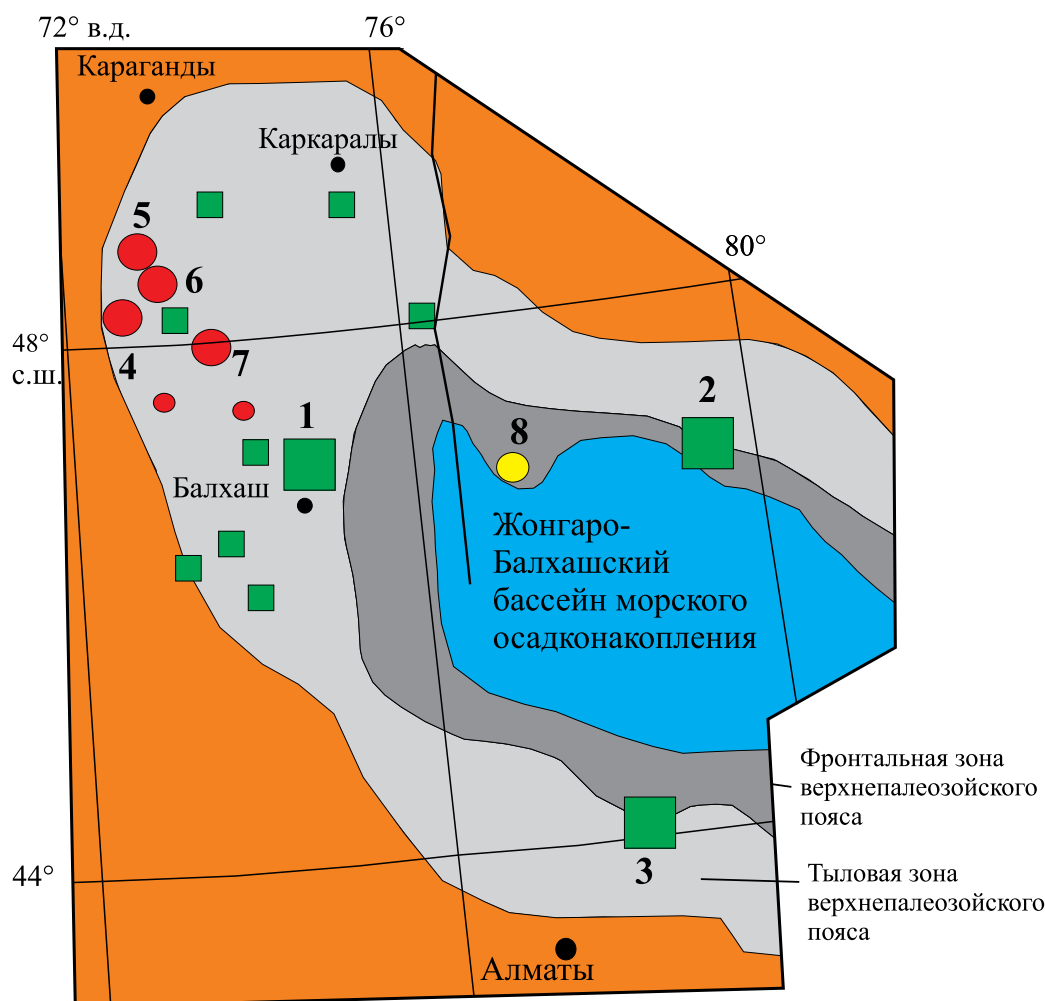 72° в.д.
76°
Караганды
Каркаралы
5
80°
6
48°
с.ш.
4
7
2
1
8
Балхаш
Жонгаро-
Балхашский
бассейн морского
осадконакопления
Фронтальная зона
верхнепалеозойского
пояса
44°
3
Тыловая зона
верхнепалеозойского
пояса
Алматы